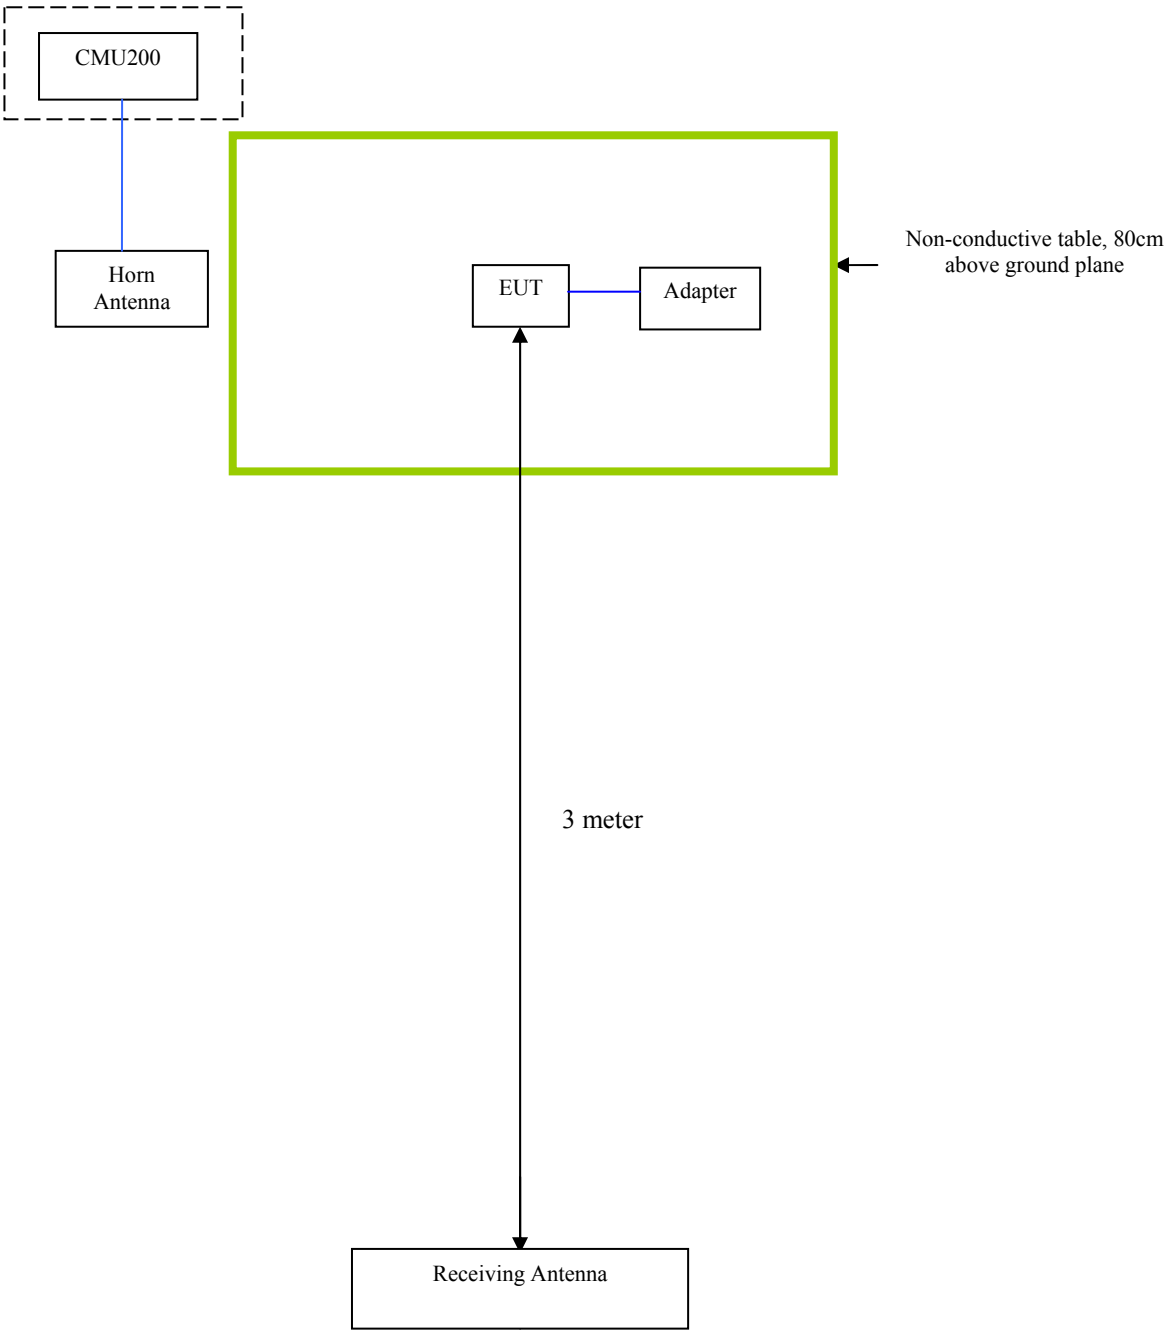 CMU200
Non-conductive table, 80cm
above ground plane
Horn
Antenna
EUT
Adapter
3 meter
Receiving Antenna